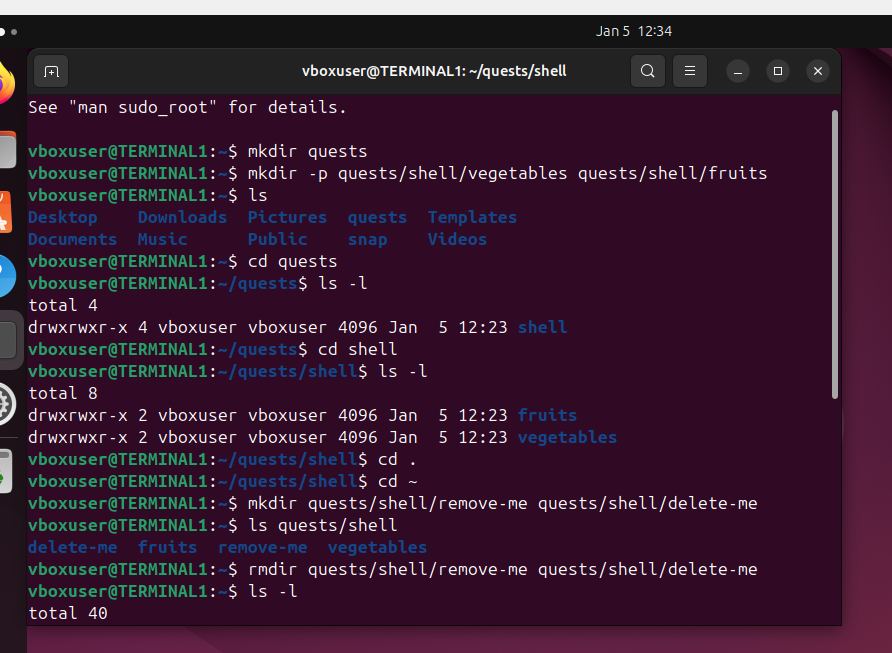 Jan 5 12:34
vboxuser@TERMINAL1: ~/quests/shell
See "man sudo_root" for details.
vboxuser@TERMINAL1:~$ mkdir quests
vboxuser@TERMINAL1:~$ mkdir -p quests/shell/vegetables quests/shell/fruits
vboxuser@TERMINAL1:~$ ls
Desktop    Downloads  Pictures  quests  Templates
Documents  Music      Public    snap    Videos
vboxuser@TERMINAL1:~$ cd quests
vboxuser@TERMINAL1:~/quests$ ls -l
total 4
drwxrwxr-x 4 vboxuser vboxuser 4096 Jan  5 12:23 shell
vboxuser@TERMINAL1:~/quests$ cd shell
vboxuser@TERMINAL1:~/quests/shell$ ls -l
total 8
drwxrwxr-x 2 vboxuser vboxuser 4096 Jan  5 12:23 fruits
drwxrwxr-x 2 vboxuser vboxuser 4096 Jan  5 12:23 vegetables
vboxuser@TERMINAL1:~/quests/shell$ cd .
vboxuser@TERMINAL1:~/quests/shell$ cd ~
vboxuser@TERMINAL1:~$ mkdir quests/shell/remove-me quests/shell/delete-me
vboxuser@TERMINAL1:~$ ls quests/shell
delete-me  fruits  remove-me  vegetables
vboxuser@TERMINAL1:~$ rmdir quests/shell/remove-me quests/shell/delete-me
vboxuser@TERMINAL1:~$ ls -l
total 40